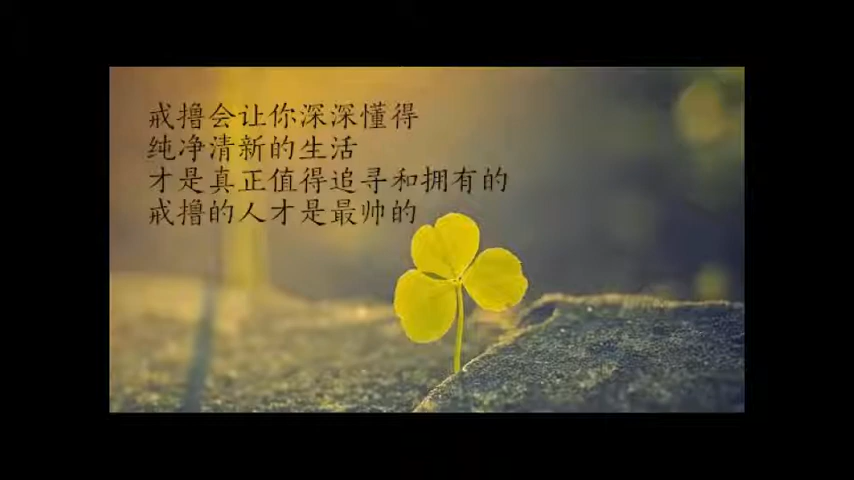 戒撸会让你深深懂得
纯净清新的生活
才是真正值得追寻和拥有的
戒撸的人才是最帅的